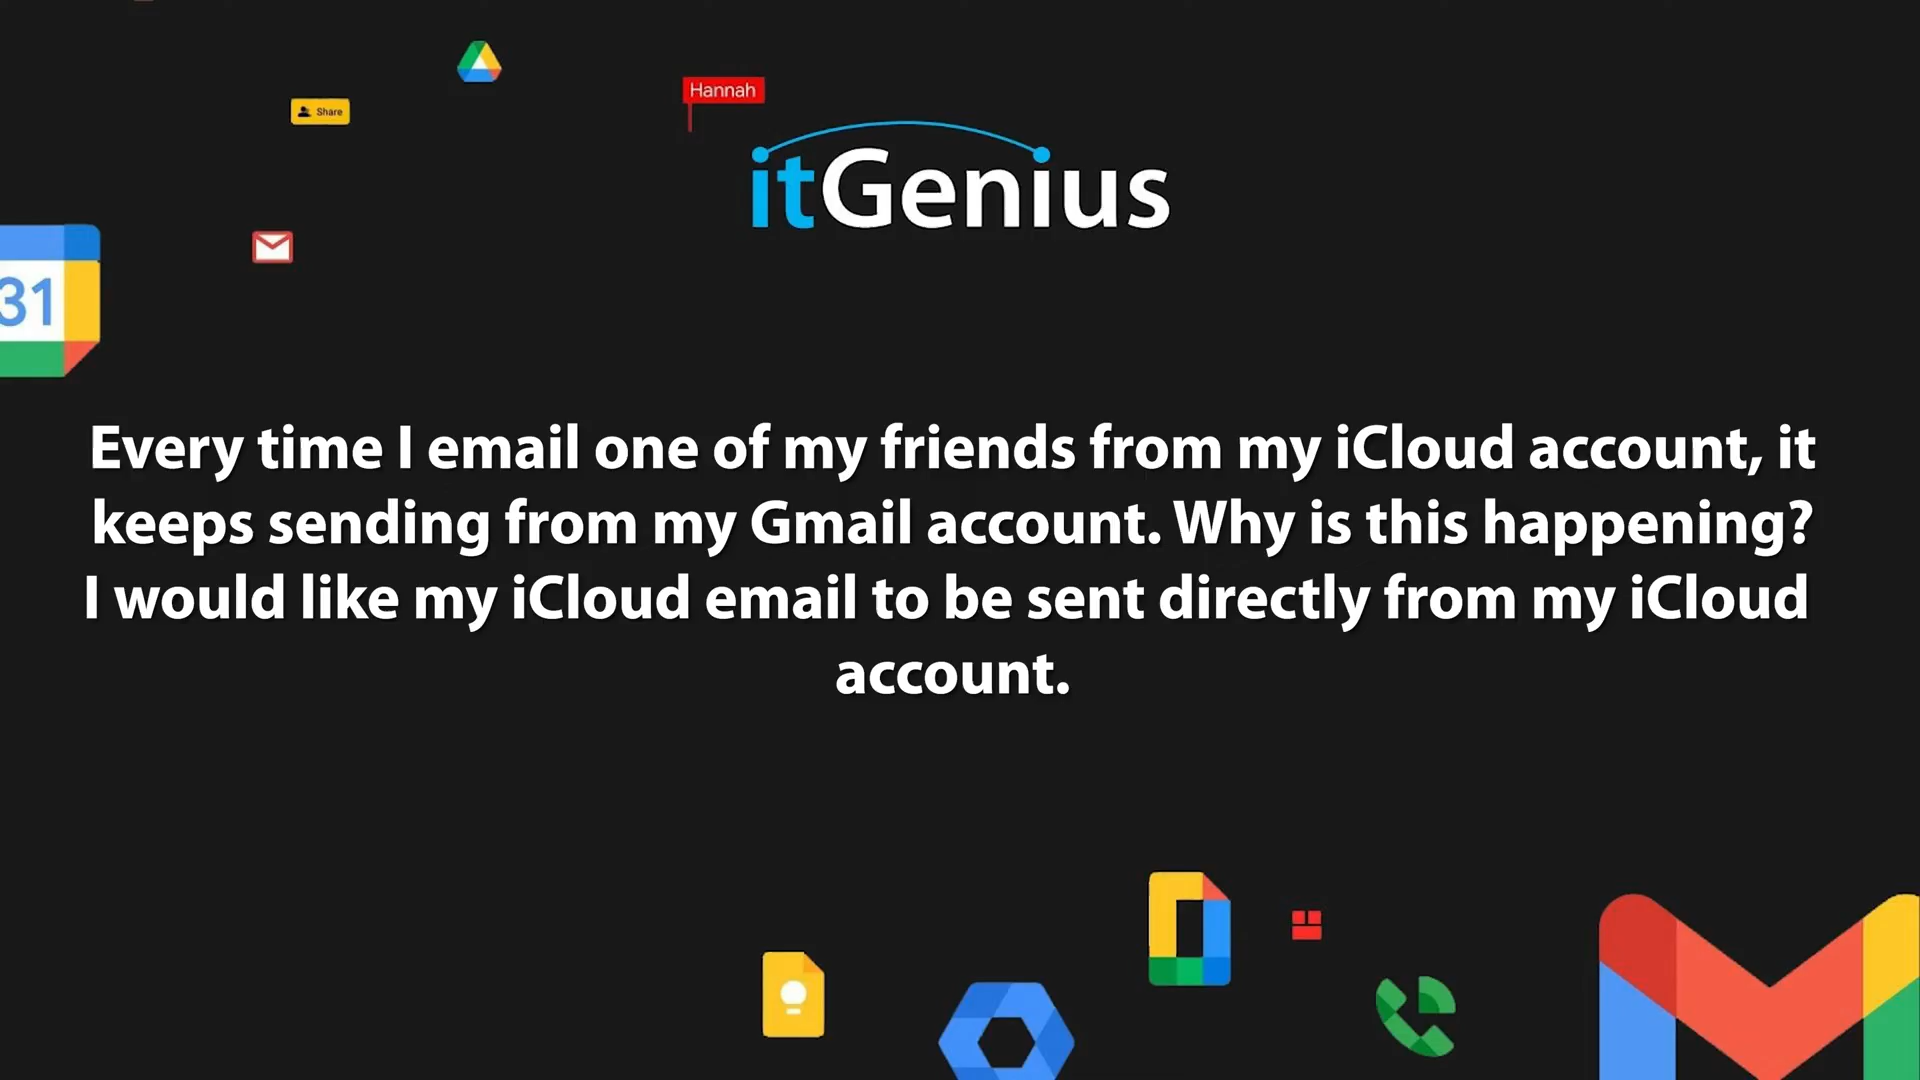 Hannah
Share
itGenius
31
Every time I email one of my friends from my iCloud account, it
keeps sending from my Gmail account. Why is this happening?
I would like my iCloud email to be sent directly from my iCloud
account.